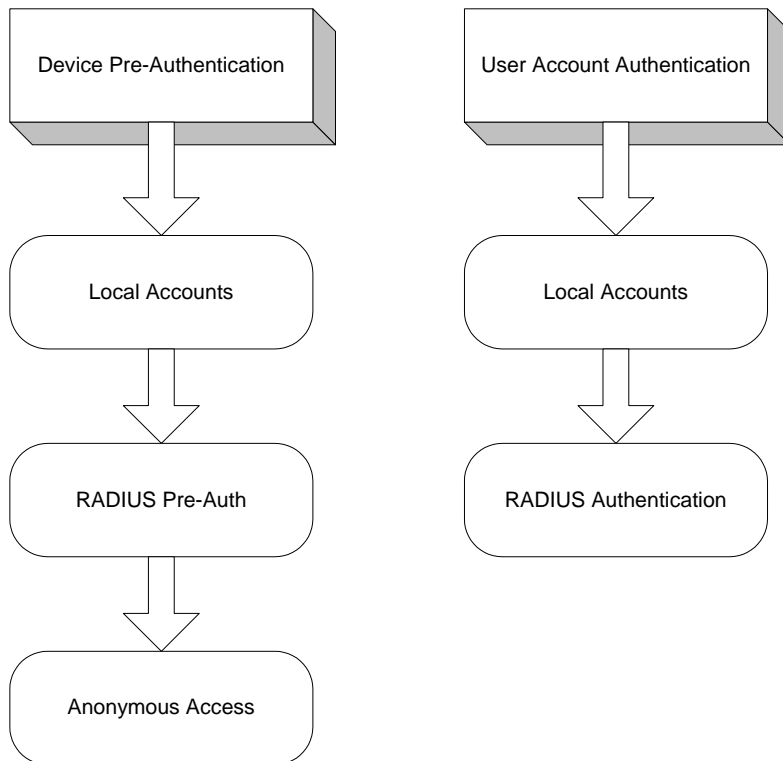 Device Pre-Authentication
User Account Authentication
Local Accounts
Local Accounts
RADIUS Pre-Auth
RADIUS Authentication
Anonymous Access